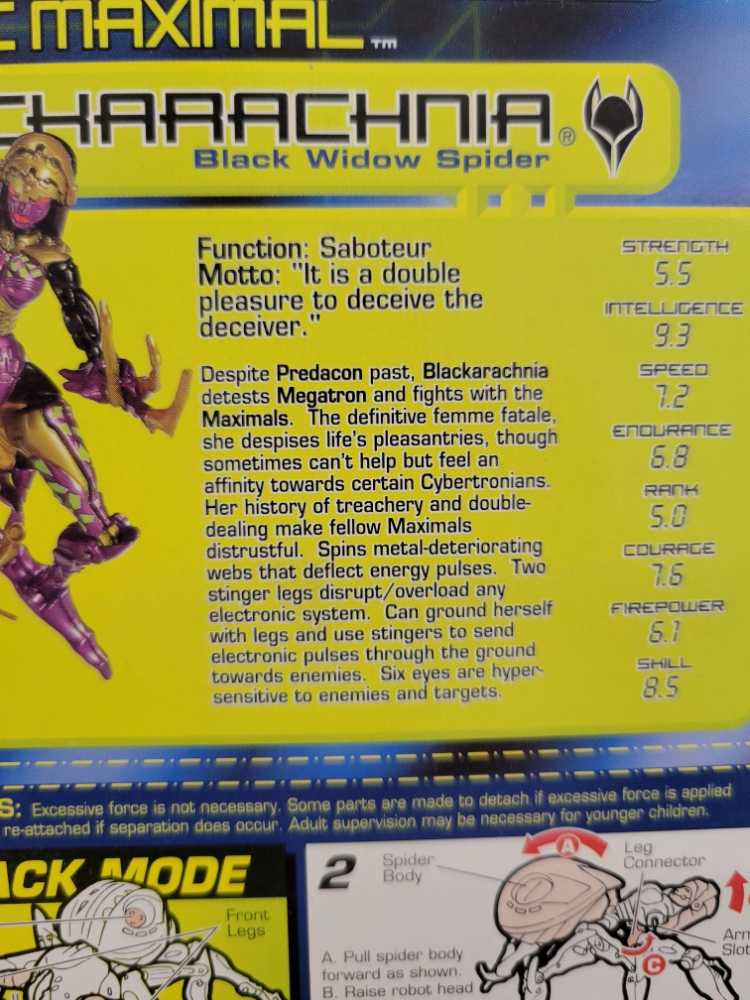 E MAXIMAL™
CKARACHNIA®
Black Widow Spider
Function: Saboteur
Motto: "It is a double
pleasure to deceive the
deceiver."
Despite Predacon past, Blackarachnia
detests Megatron and fights with the
Maximals. The definitive femme fatale,
she despises life's pleasantries, though
sometimes can't help but feel an
affinity towards certain Cybertronians.
Her history of treachery and double-
dealing make fellow Maximals
distrustful. Spins metal-deteriorating
webs that deflect energy pulses. Two
stinger legs disrupt/overload any
electronic system. Can ground herself
with legs and use stingers to send
electronic pulses through the ground
towards enemies. Six eyes are hyper-
sensitive to enemies and targets.
STRENGTH
5.5
INTELLIGENCE
9.3
SPEED
7.2
ENDURANCE
6.8
RANK
5.0
COURAGE
7.6
FIREPOWER
6.1
SKILL
8.5
S: Excessive force is not necessary. Some parts are made to detach if excessive force is applied
re-attached if separation does occur. Adult supervision may be necessary for younger children.
ACK MODE
Front
Legs
2
Spider
Body
A
Leg
Connector
C
Arm
Slot
A. Pull spider body
forward as shown.
B. Raise robot head